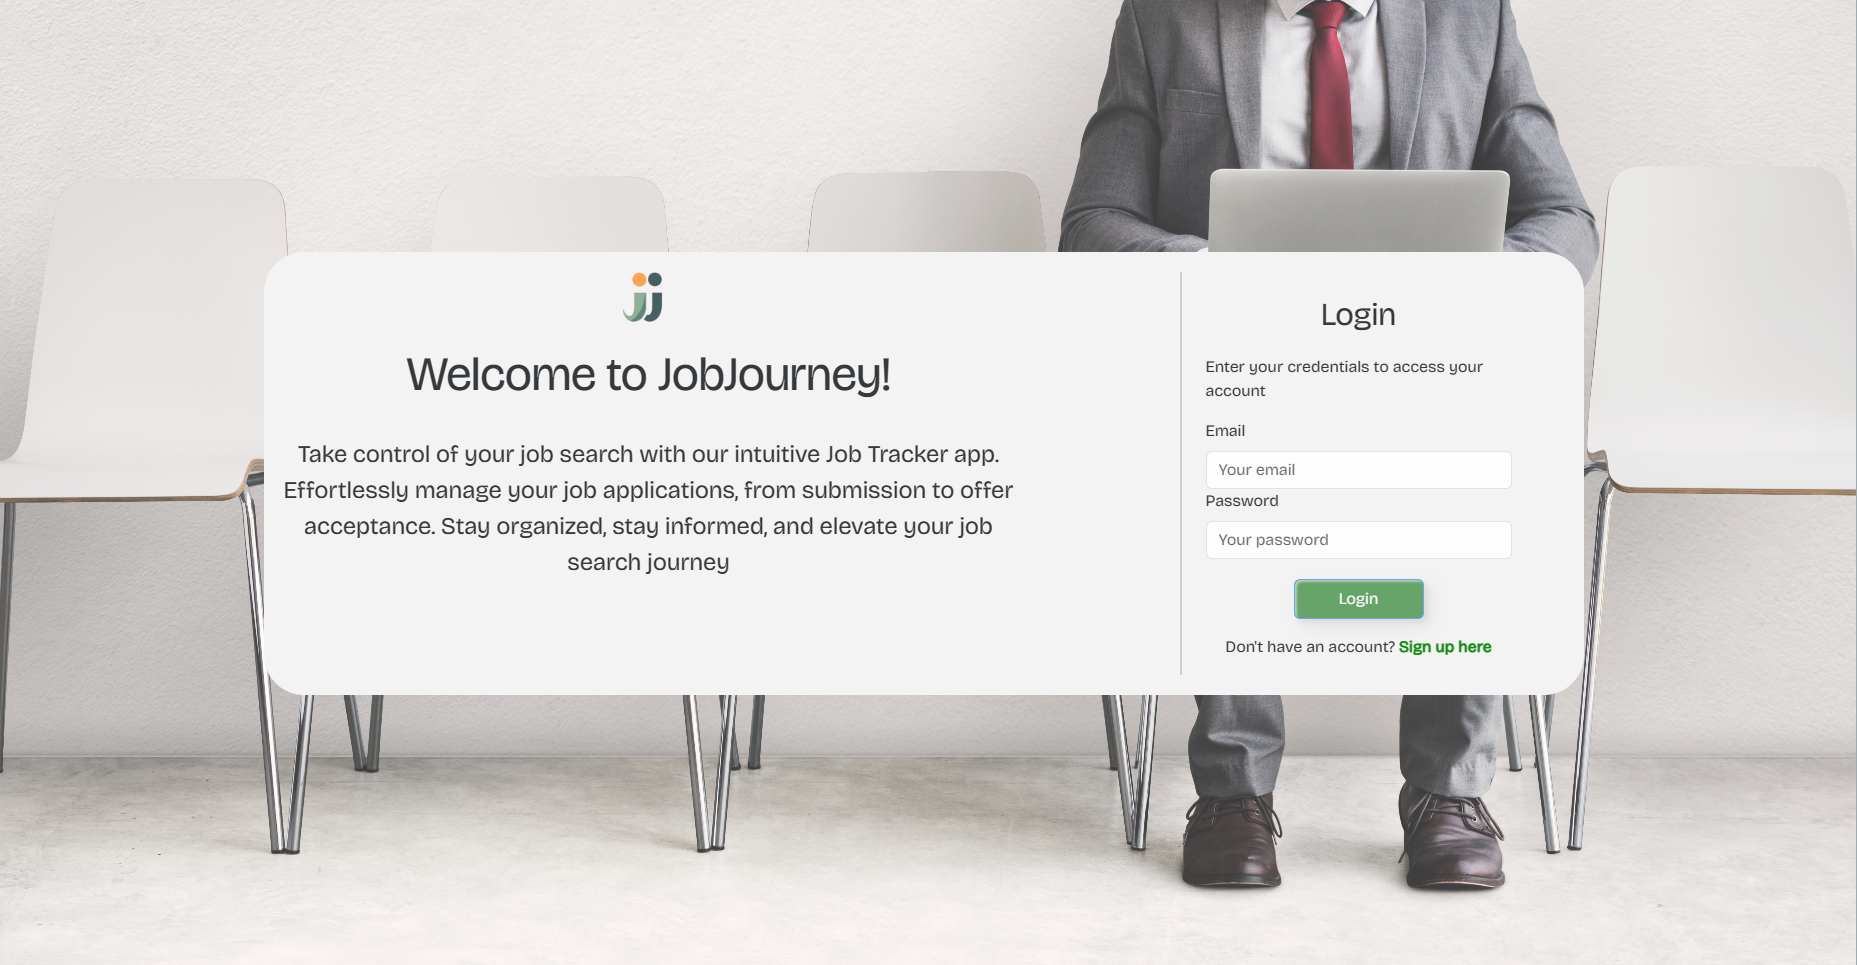 Welcome to JobJourney!
Take control of your job search with our intuitive Job Tracker app.
Effortlessly manage your job applications, from submission to offer
acceptance. Stay organized, stay informed, and elevate your job
search journey
Login
Enter your credentials to access your
account
Email
Your email
Password
Your password
Login
Don't have an account? Sign up here